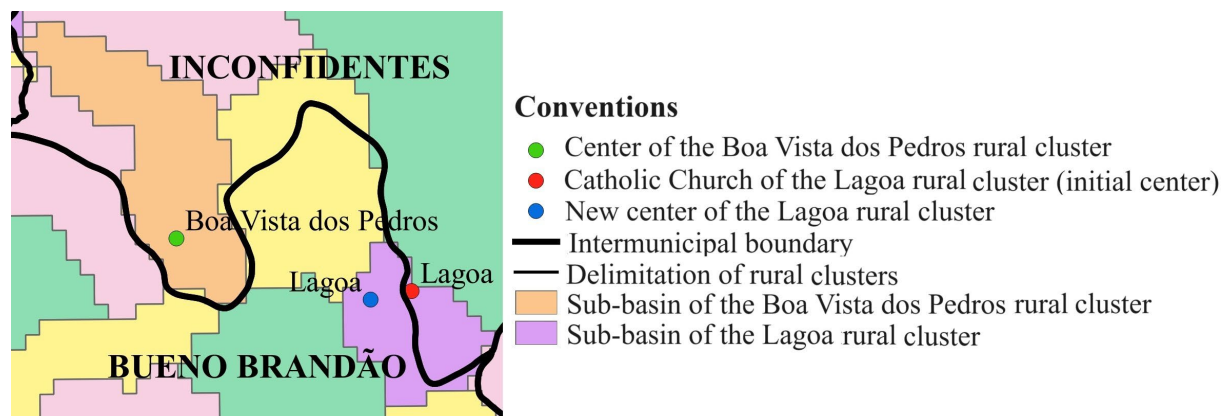 INCONFIDENTES
Boa Vista dos Pedros
Lagoa
Lagoa
BUENO BRANDÃO
Conventions
Center of the Boa Vista dos Pedros rural cluster
Catholic Church of the Lagoa rural cluster (initial center)
New center of the Lagoa rural cluster
Intermunicipal boundary
Delimitation of rural clusters
Sub-basin of the Boa Vista dos Pedros rural cluster
Sub-basin of the Lagoa rural cluster